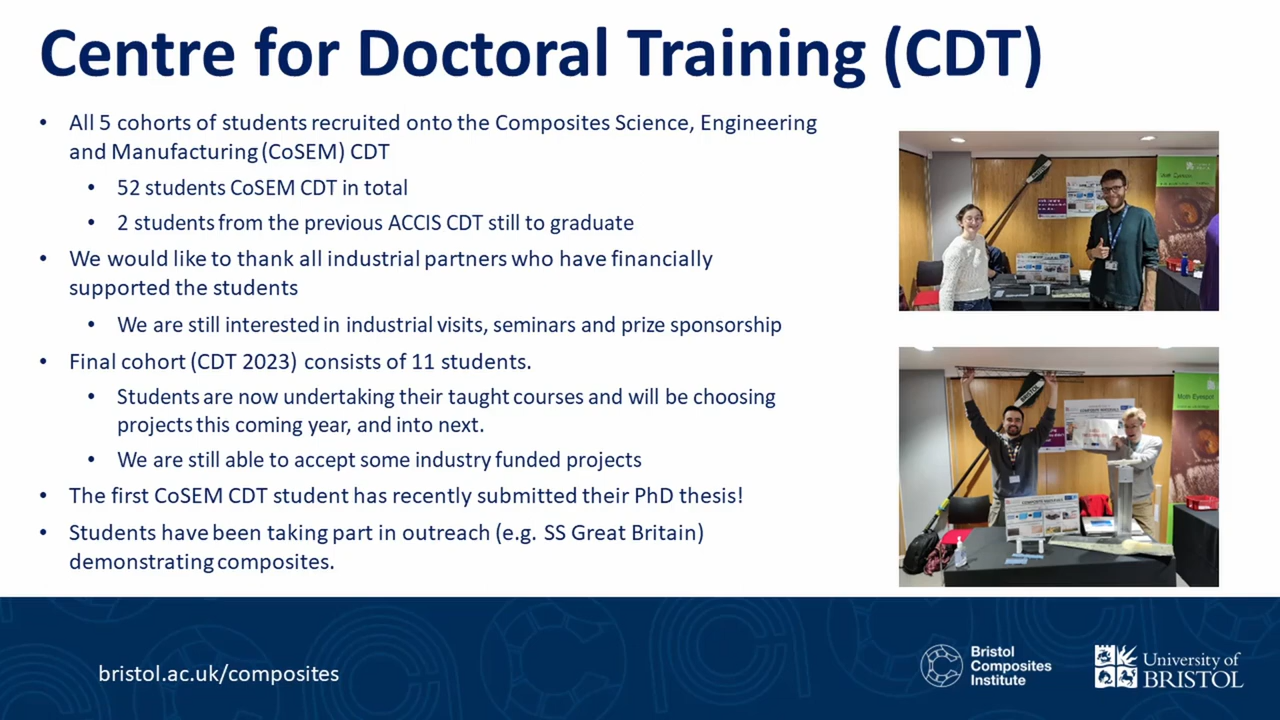 Centre for Doctoral Training (CDT)
• All 5 cohorts of students recruited onto the Composites Science, Engineering
and Manufacturing (CoSEM) CDT
• 52 students CoSEM CDT in total
• 2 students from the previous ACCIS CDT still to graduate
• We would like to thank all industrial partners who have financially
supported the students
• We are still interested in industrial visits, seminars and prize sponsorship
• Final cohort (CDT 2023) consists of 11 students.
• Students are now undertaking their taught courses and will be choosing
projects this coming year, and into next.
• We are still able to accept some industry funded projects
• The first CoSEM CDT student has recently submitted their PhD thesis!
• Students have been taking part in outreach (e.g. SS Great Britain)
demonstrating composites.
BRISTOL
COMPOSITE MATERIALS
bristol.ac.uk/composites
Bristol
Composites
Institute
University of
BRISTOL